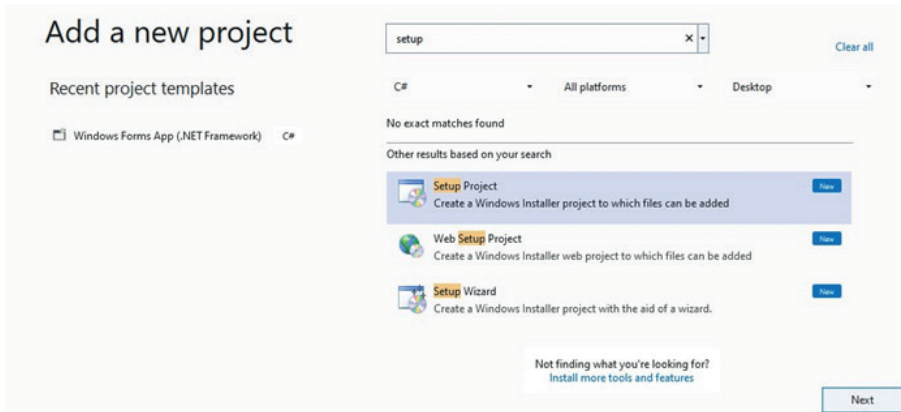 Add a new project
setup
Clear all
Recent project templates
C#
All platforms
Desktop
Windows Forms App (.NET Framework) C#
No exact matches found
Other results based on your search
Setup Project New
Create a Windows Installer project to which files can be added
Web Setup Project New
Create a Windows Installer web project to which files can be added
Setup Wizard New
Create a Windows Installer project with the aid of a wizard.
Not finding what you're looking for?
Install more tools and features
Next